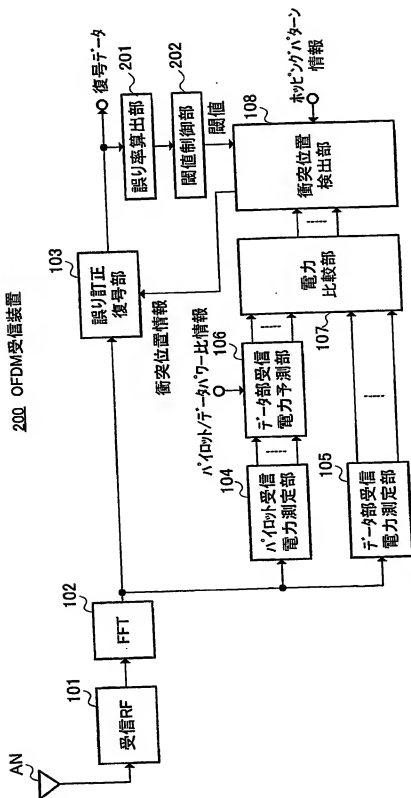 200 OFDM受信装置
AN
101
受信RF
102
FFT
103
誤り訂正
復号部
復号データ
201
誤り率算出部
202
閾値制御部
閾値
衝突位置情報
108
衝突位置
検出部
ホッピングパターン
情報
パイロット/データパワー比情報
104
パイロット受信
電力測定部
106
データ部受信
電力予測部
107
電力
比較部
105
データ部受信
電力測定部